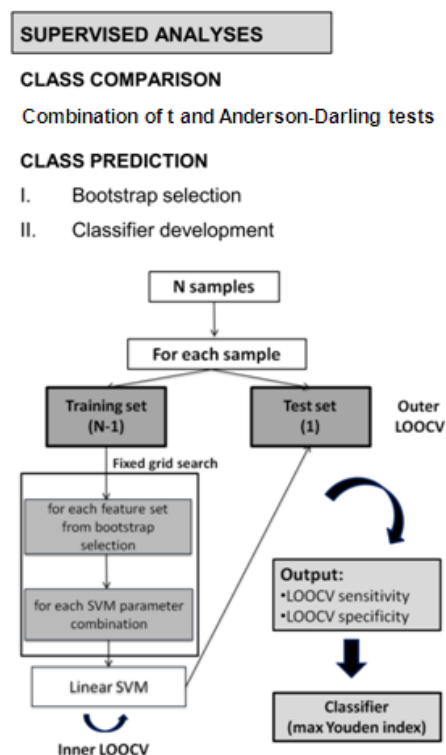 SUPERVISED ANALYSES
CLASS COMPARISON
Combination of t and Anderson-Darling tests
CLASS PREDICTION
I. Bootstrap selection
II. Classifier development
N samples
For each sample
Training set
(N-1)
Test set
(1)
Outer
LOOCV
Fixed grid search
for each feature set
from bootstrap
selection
for each SVM parameter
combination
Linear SVM
Inner LOOCV
Output:
•LOOCV sensitivity
•LOOCV specificity
Classifier
(max Youden index)